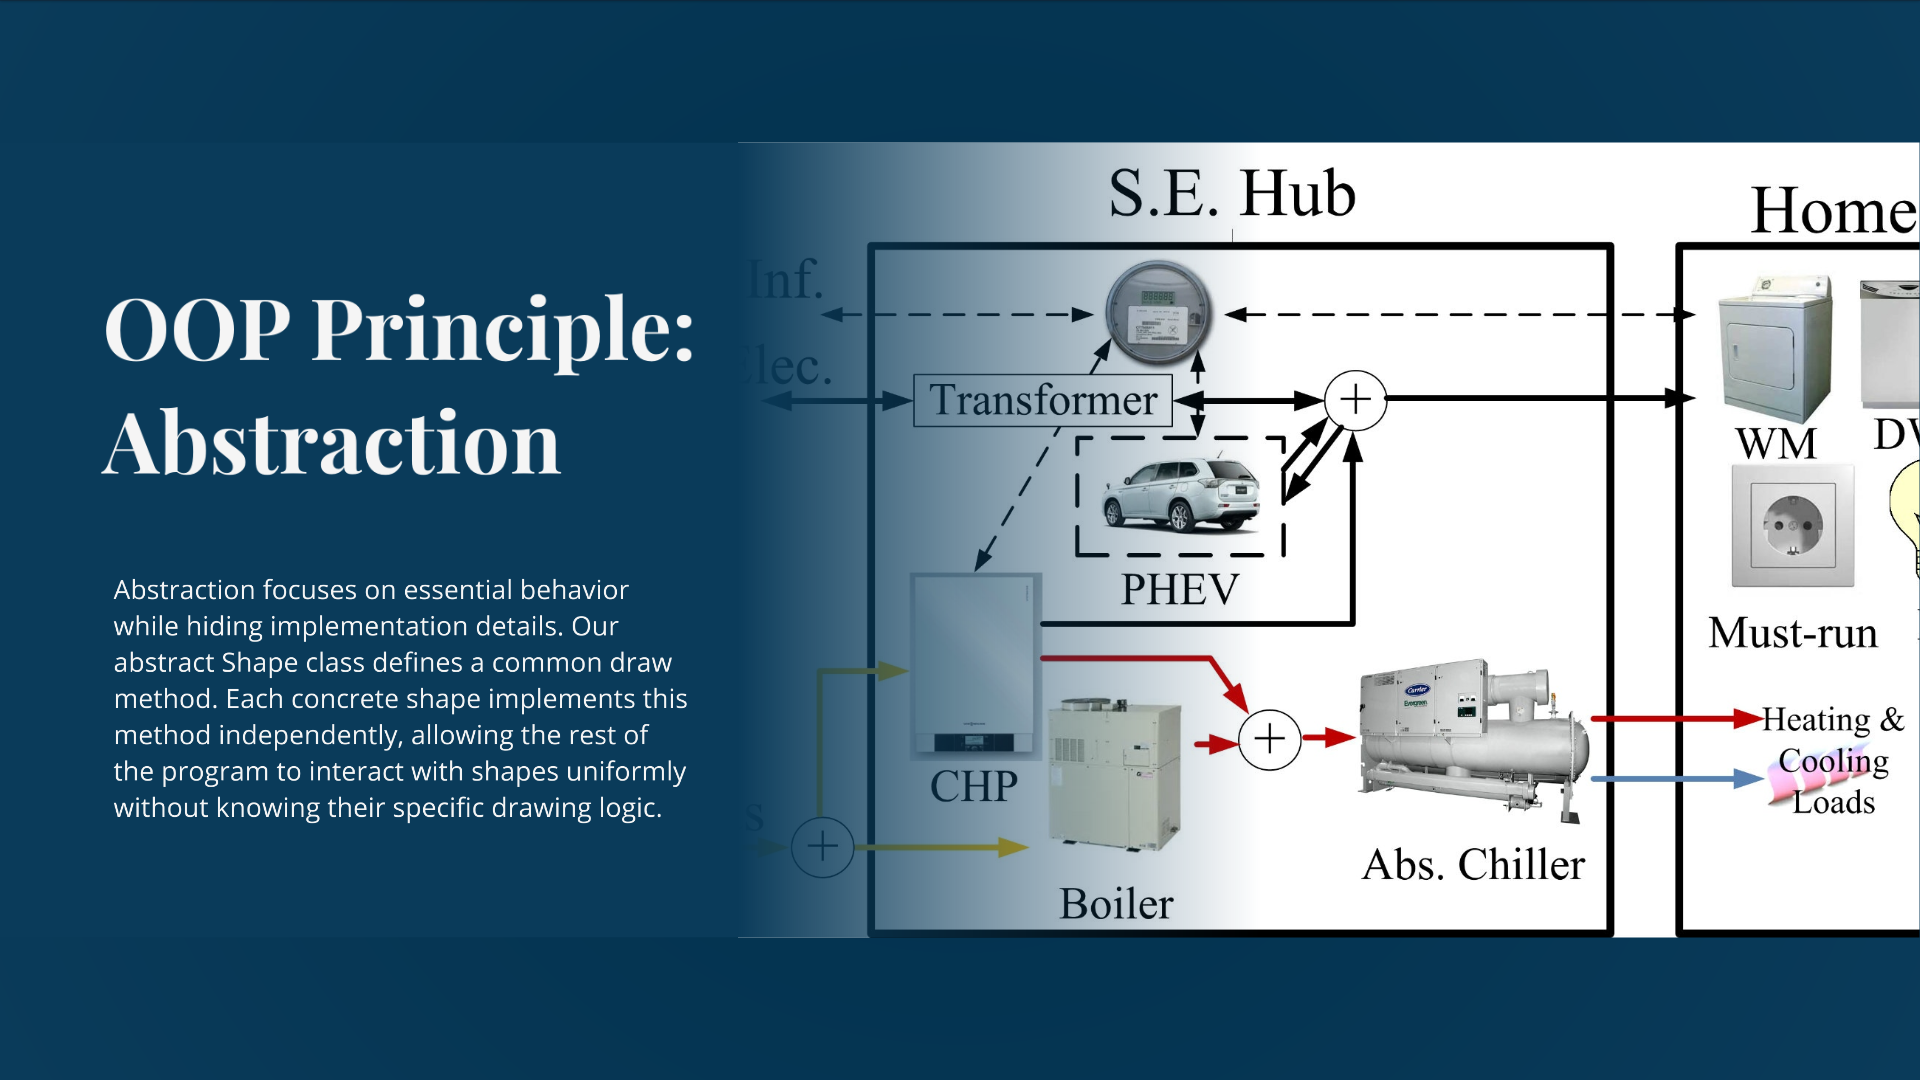 OOP Principle:
Abstraction
Abstraction focuses on essential behavior
while hiding implementation details. Our
abstract Shape class defines a common draw
method. Each concrete shape implements this
method independently, allowing the rest of
the program to interact with shapes uniformly
without knowing their specific drawing logic.
S.E. Hub
Home
Inf.
Elec.
Transformer
PHEV
CHP
Boiler
Carrier
Evergreen
Abs. Chiller
WM
Must-run
Heating &
Cooling
Loads